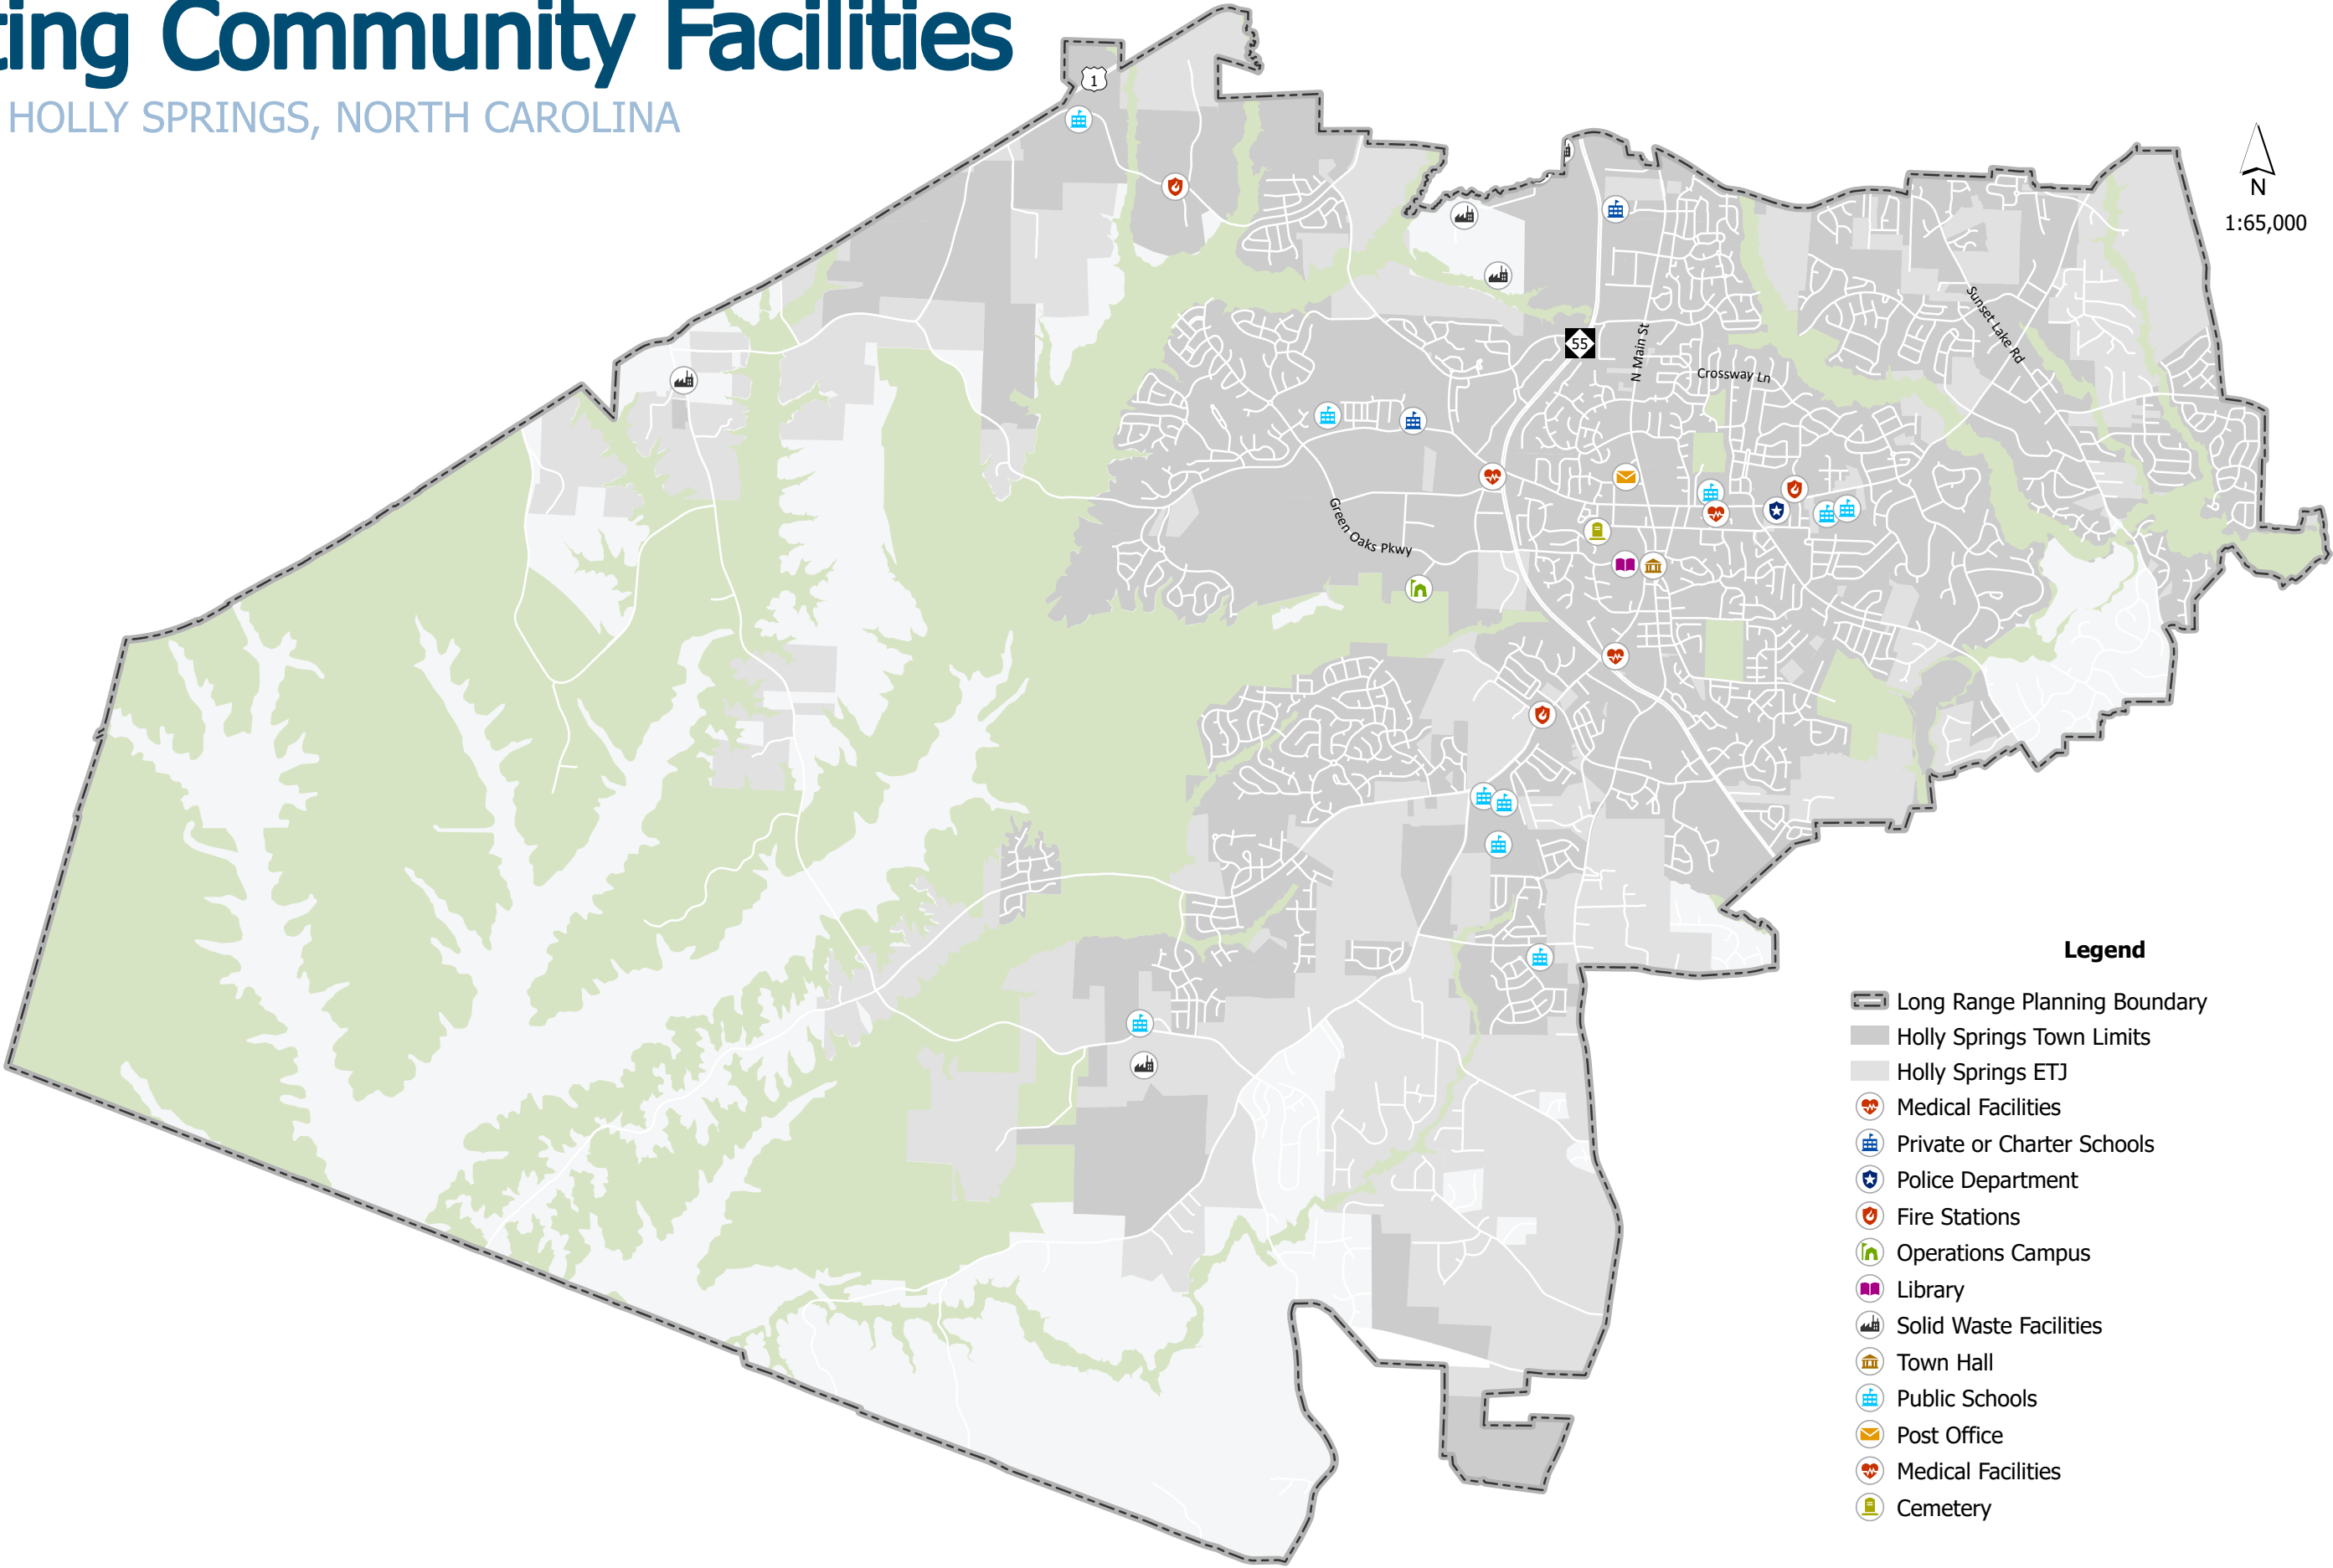 ting Community Facilities
HOLLY SPRINGS, NORTH CAROLINA
1
N
1:65,000
Sunset Lake Rd
55
N Main St
Crossway Ln
Green Oaks Pkwy
Legend
Long Range Planning Boundary
Holly Springs Town Limits
Holly Springs ETJ
Medical Facilities
Private or Charter Schools
Police Department
Fire Stations
Operations Campus
Library
Solid Waste Facilities
Town Hall
Public Schools
Post Office
Medical Facilities
Cemetery